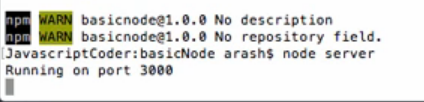 npm WARN basicnode@1.0.0 No description
npm WARN basicnode@1.0.0 No repository field.
[JavascriptCoder:basicNode arash$ node server
Running on port 3000